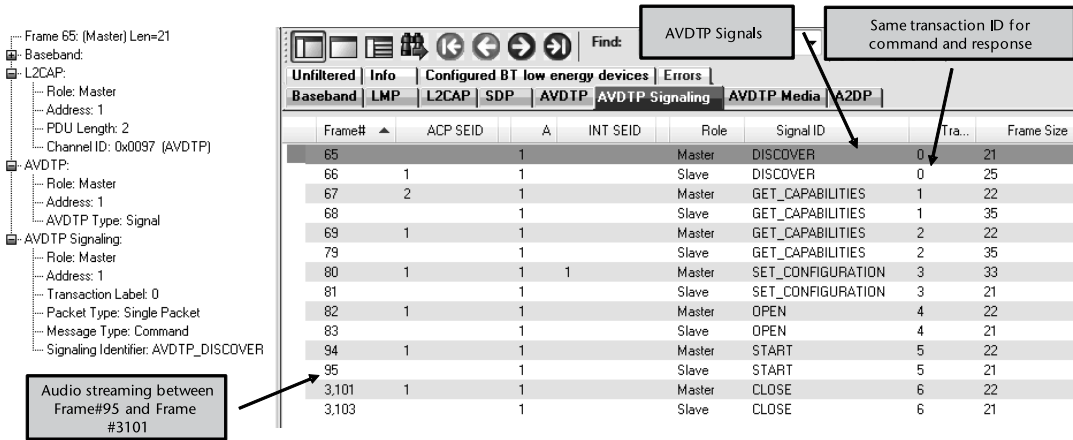 Frame 65: (Master) Len=21
Baseband:
L2CAP:
Role: Master
Address: 1
PDU Length: 2
Channel ID: 0x0097 (AVDTP)
AVDTP:
Role: Master
Address: 1
AVDTP Type: Signal
AVDTP Signaling:
Role: Master
Address: 1
Transaction Label: 0
Packet Type: Single Packet
Message Type: Command
Signaling Identifier: AVDTP_DISCOVER
Audio streaming between
Frame#95 and Frame
#3101
Find:
AVDTP Signals
Same transaction ID for
command and response
Unfiltered Info Configured BT low energy devices Errors
Baseband LMP L2CAP SDP AVDTP AVDTP Signaling AVDTP Media A2DP
Frame# ACP SEID A INT SEID Role Signal ID Tra... Frame Size
65 1 Master DISCOVER 0 21
66 1 1 Slave DISCOVER 0 25
67 2 1 Master GET_CAPABILITIES 1 22
68 1 Slave GET_CAPABILITIES 1 35
69 1 1 Master GET_CAPABILITIES 2 22
79 1 Slave GET_CAPABILITIES 2 35
80 1 1 1 Master SET_CONFIGURATION 3 33
81 1 Slave SET_CONFIGURATION 3 21
82 1 1 Master OPEN 4 22
83 1 Slave OPEN 4 21
94 1 1 Master START 5 22
95 1 Slave START 5 21
3,101 1 1 Master CLOSE 6 22
3,103 1 Slave CLOSE 6 21